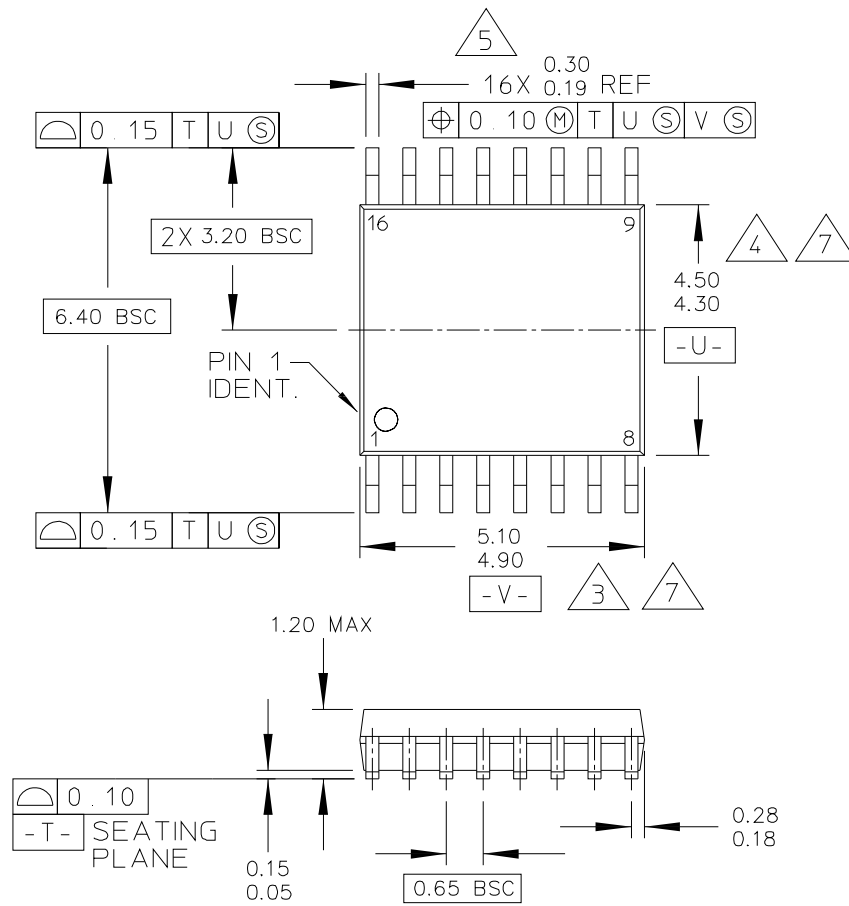 5
0.30
16X 0.19 REF
⌓ 0.15 T U Ⓢ
⌖ 0.10 Ⓜ T U Ⓢ V Ⓢ
16
9
2X 3.20 BSC
4
7
4.50
4.30
6.40 BSC
-U-
PIN 1
IDENT.
1
8
⌓ 0.15 T U Ⓢ
5.10
4.90
-V-
3
7
1.20 MAX
⌓ 0.10
-T- SEATING
PLANE
0.15
0.05
0.65 BSC
0.28
0.18